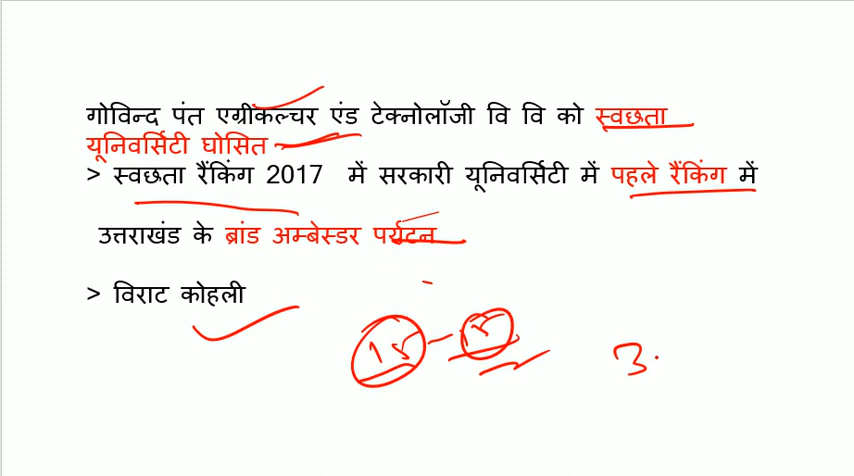 गोविन्द पंत एग्रीकल्चर एंड टेक्नोलॉजी वि वि को स्वछता
यूनिवर्सिटी घोसित
> स्वछता रैंकिंग 2017 में सरकारी यूनिवर्सिटी में पहले रैंकिंग में
उत्तराखंड के ब्रांड अम्बेस्डर पर्यटन
> विराट कोहली